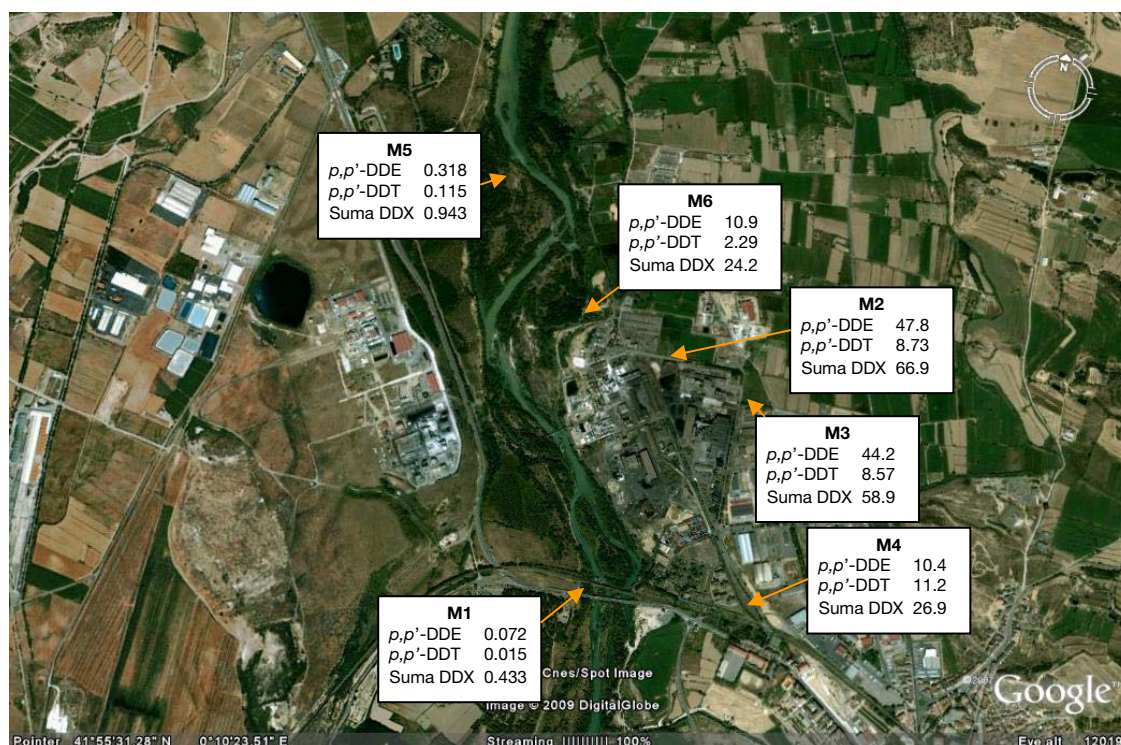 N
M5
p,p'-DDE 0.318
p,p'-DDT 0.115
Suma DDX 0.943
M6
p,p'-DDE 10.9
p,p'-DDT 2.29
Suma DDX 24.2
M2
p,p'-DDE 47.8
p,p'-DDT 8.73
Suma DDX 66.9
M3
p,p'-DDE 44.2
p,p'-DDT 8.57
Suma DDX 58.9
M4
p,p'-DDE 10.4
p,p'-DDT 11.2
Suma DDX 26.9
M1
p,p'-DDE 0.072
p,p'-DDT 0.015
Suma DDX 0.433
Cnes/Spot Image
Image © 2009 DigitalGlobe
Google™
Pointer 41°55'31.28" N 0°10'23.51" E Streaming 100% Eye alt 12019